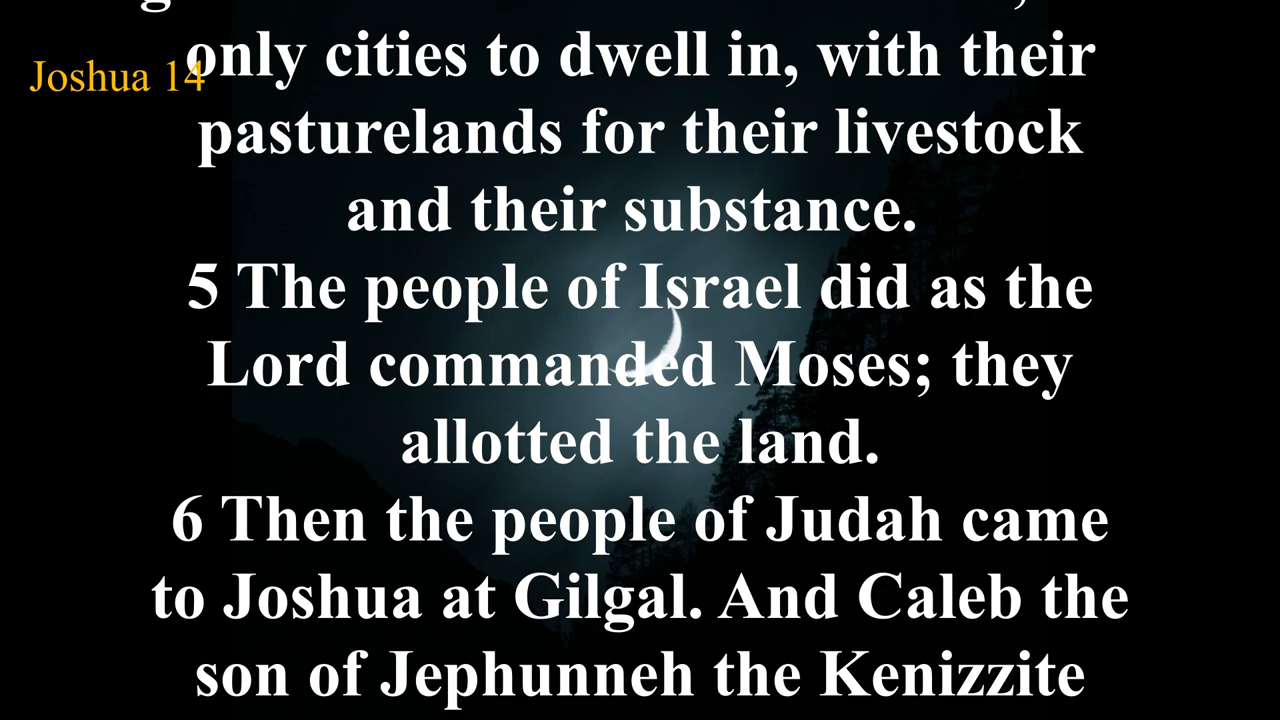 Joshua 14
only cities to dwell in, with their
pasturelands for their livestock
and their substance.
5 The people of Israel did as the
Lord commanded Moses; they
allotted the land.
6 Then the people of Judah came
to Joshua at Gilgal. And Caleb the
son of Jephunneh the Kenizzite